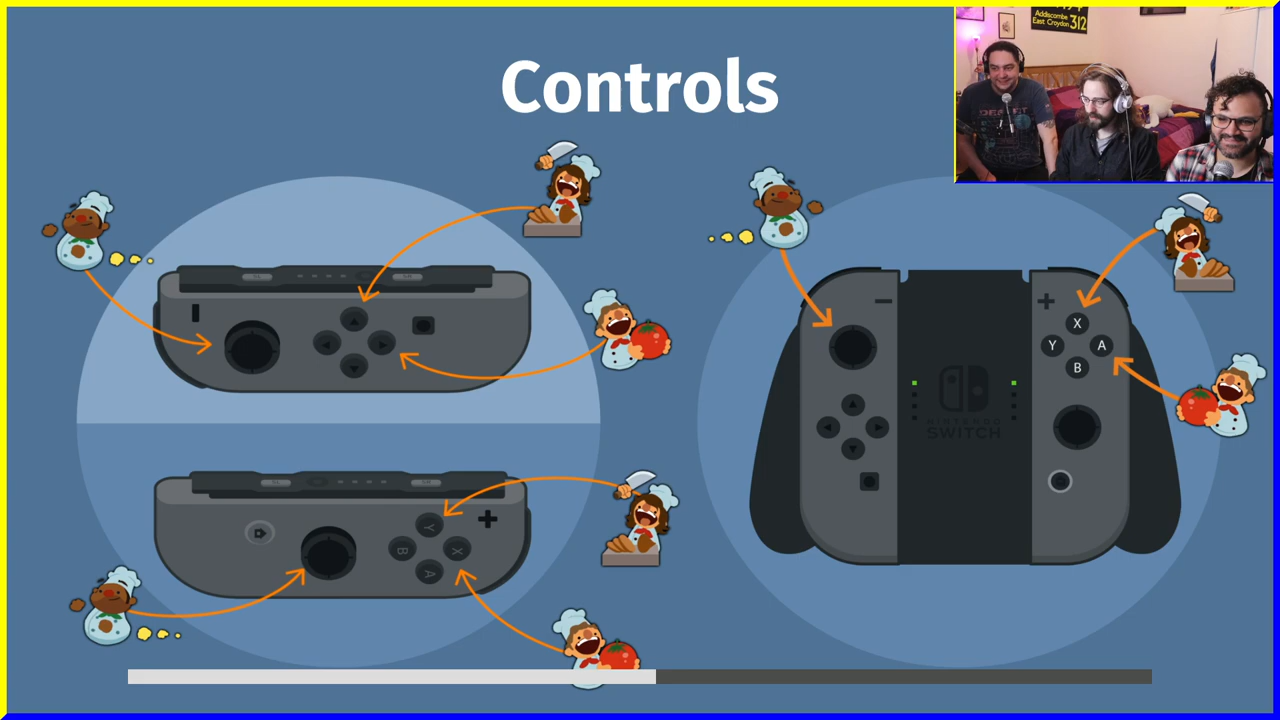 Controls
Addiscombe
East Croydon 312
X
Y A
B
NINTENDO
SWITCH
Y
B X
A